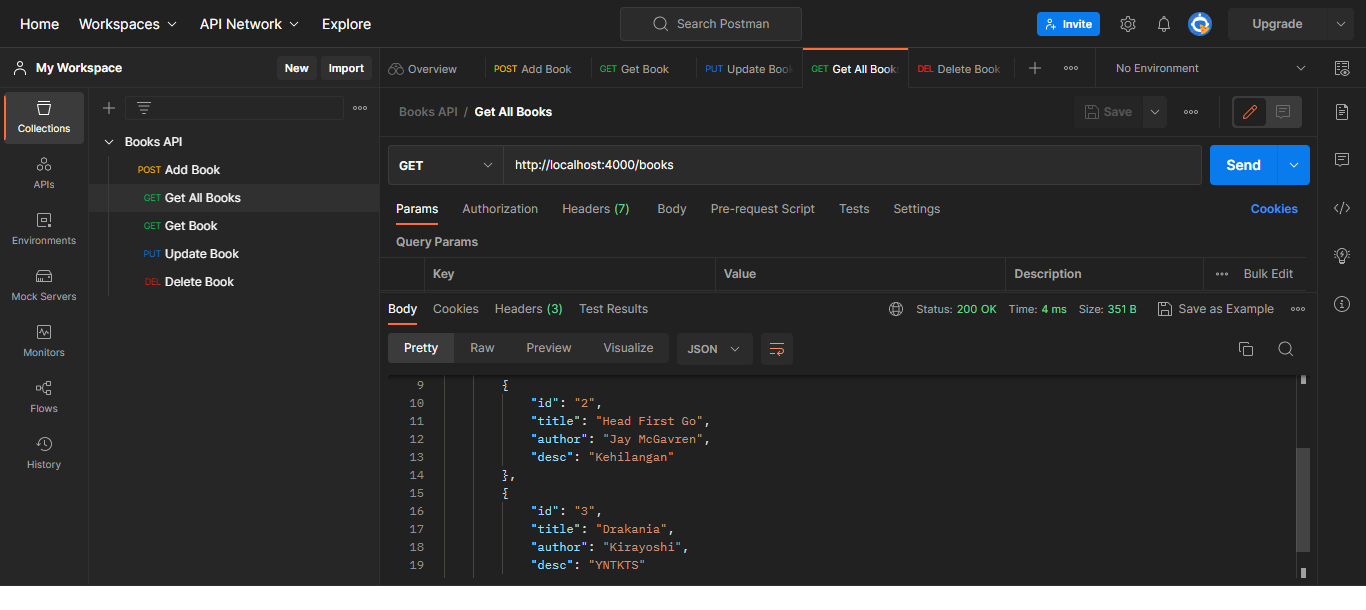 Home Workspaces API Network Explore Search Postman Invite Upgrade
My Workspace New Import
Overview POST Add Book GET Get Book PUT Update Book GET Get All Books DEL Delete Book No Environment
Collections
APIs
Environments
Mock Servers
Monitors
Flows
History
Books API
POST Add Book
GET Get All Books
GET Get Book
PUT Update Book
DEL Delete Book
Books API / Get All Books Save
GET http://localhost:4000/books Send
Params Authorization Headers (7) Body Pre-request Script Tests Settings Cookies
Query Params
Key Value Description Bulk Edit
Body Cookies Headers (3) Test Results Status: 200 OK Time: 4 ms Size: 351 B Save as Example
Pretty Raw Preview Visualize JSON
9 {
10 "id": "2",
11 "title": "Head First Go",
12 "author": "Jay McGavren",
13 "desc": "Kehilangan"
14 },
15 {
16 "id": "3",
17 "title": "Drakania",
18 "author": "Kirayoshi",
19 "desc": "YNTKTS"